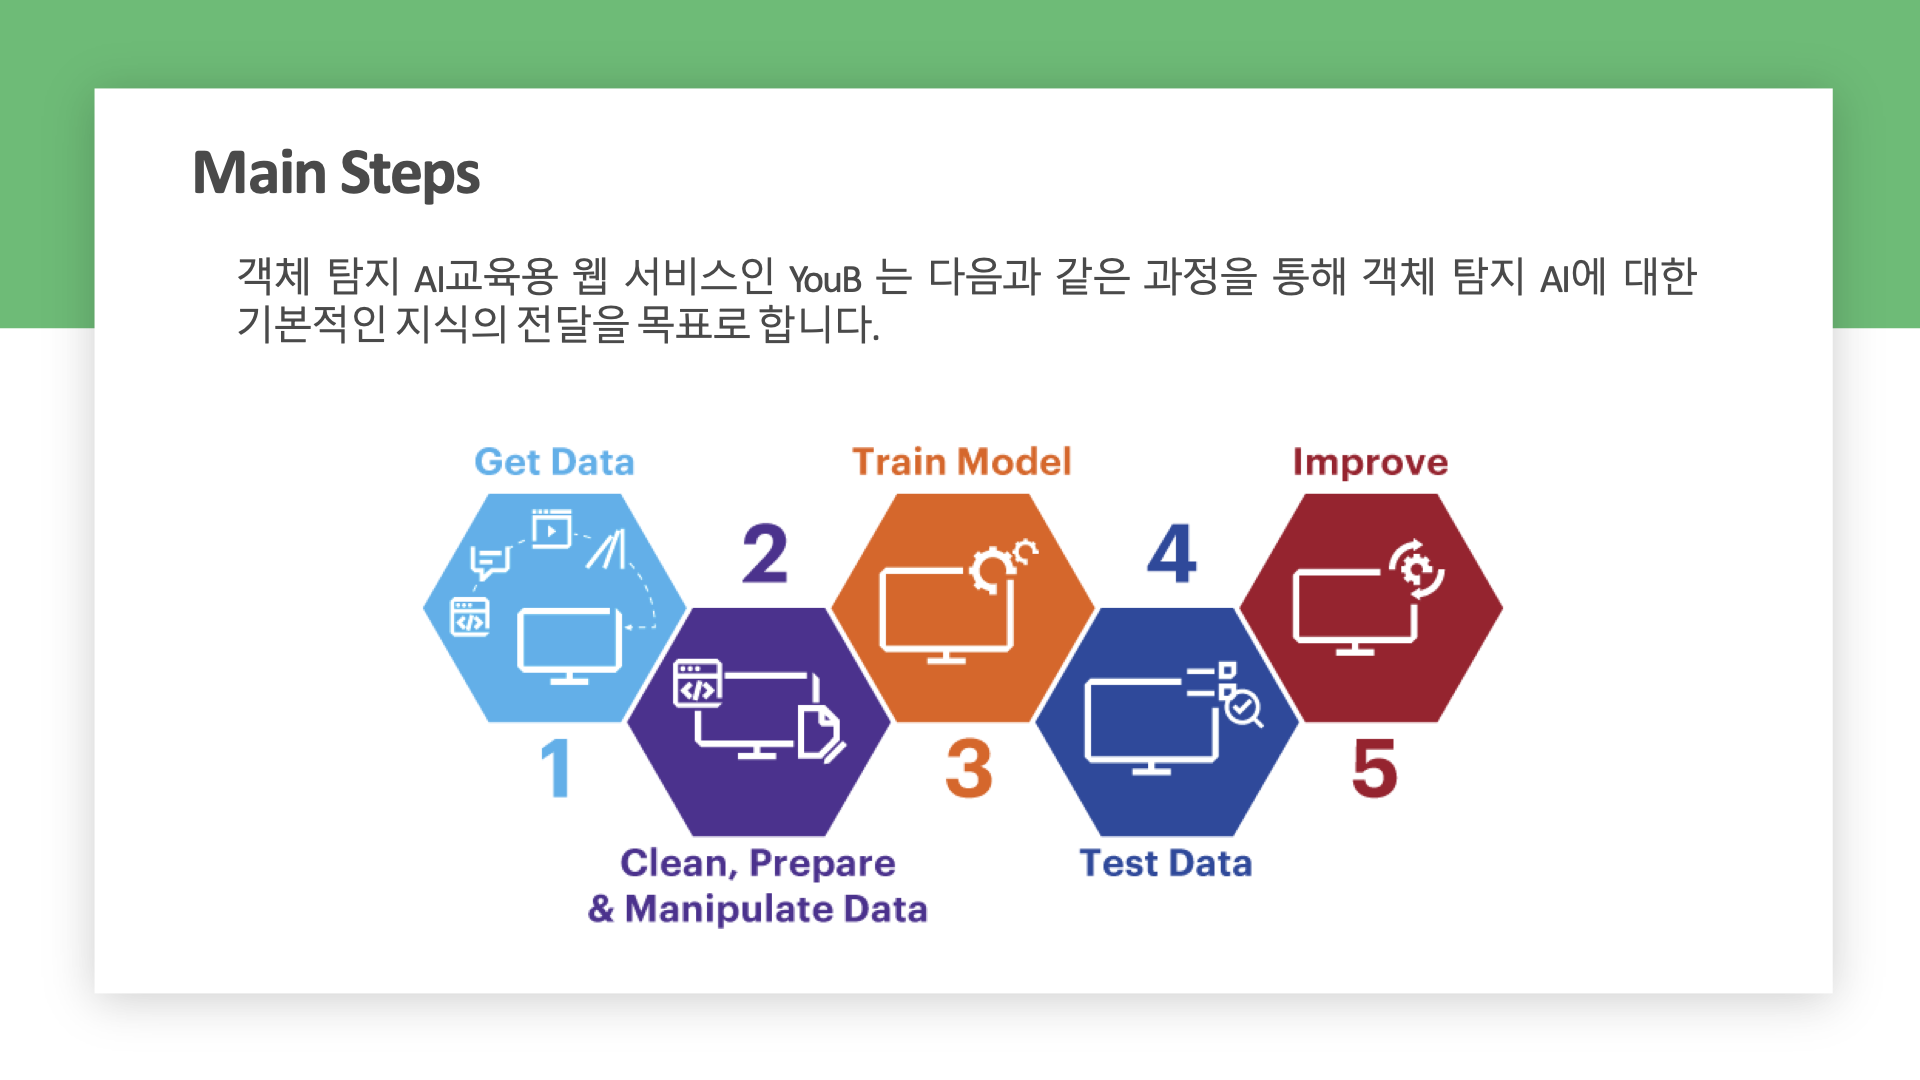 Main Steps
객체 탐지 AI교육용 웹 서비스인 YouB 는 다음과 같은 과정을 통해 객체 탐지 AI에 대한
기본적인 지식의 전달을 목표로 합니다.
Get Data
1
2
Clean, Prepare
& Manipulate Data
Train Model
3
4
Test Data
Improve
5